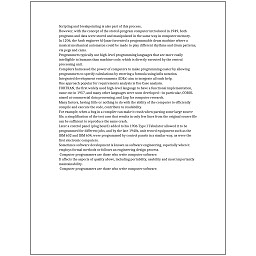 Scripting and breakpointing is also part of this process.
However, with the concept of the stored-program computer introduced in 1949, both
programs and data were stored and manipulated in the same way in computer memory.
In 1206, the Arab engineer Al-Jazari invented a programmable drum machine where a
musical mechanical automaton could be made to play different rhythms and drum patterns,
via pegs and cams.
Programmers typically use high-level programming languages that are more easily
intelligible to humans than machine code, which is directly executed by the central
processing unit.
Compilers harnessed the power of computers to make programming easier by allowing
programmers to specify calculations by entering a formula using infix notation.
Integrated development environments (IDEs) aim to integrate all such help.
One approach popular for requirements analysis is Use Case analysis.
FORTRAN, the first widely used high-level language to have a functional implementation,
came out in 1957 and many other languages were soon developed—in particular, COBOL
aimed at commercial data processing, and Lisp for computer research.
Many factors, having little or nothing to do with the ability of the computer to efficiently
compile and execute the code, contribute to readability.
For example, when a bug in a compiler can make it crash when parsing some large source
file, a simplification of the test case that results in only few lines from the original source file
can be sufficient to reproduce the same crash.
Later a control panel (plug board) added to his 1906 Type I Tabulator allowed it to be
programmed for different jobs, and by the late 1940s, unit record equipment such as the
IBM 602 and IBM 604, were programmed by control panels in a similar way, as were the
first electronic computers.
Sometimes software development is known as software engineering, especially when it
employs formal methods or follows an engineering design process.
Computer programmers are those who write computer software.
It affects the aspects of quality above, including portability, usability and most importantly
maintainability.
Computer programmers are those who write computer software.